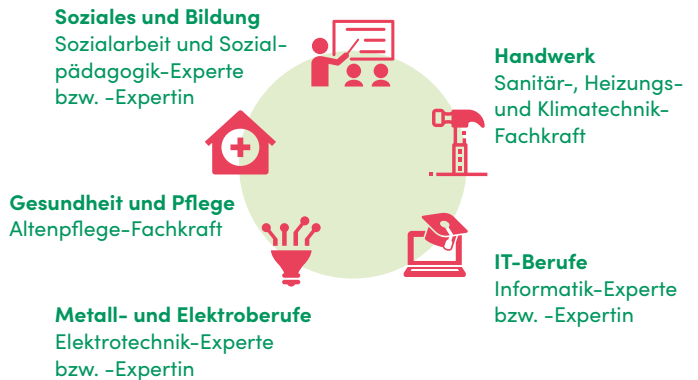 Soziales und Bildung
Sozialarbeit und Sozial-
pädagogik-Experte
bzw. -Expertin
Handwerk
Sanitär-, Heizungs-
und Klimatechnik-
Fachkraft
Gesundheit und Pflege
Altenpflege-Fachkraft
IT-Berufe
Informatik-Experte
bzw. -Expertin
Metall- und Elektroberufe
Elektrotechnik-Experte
bzw. -Expertin